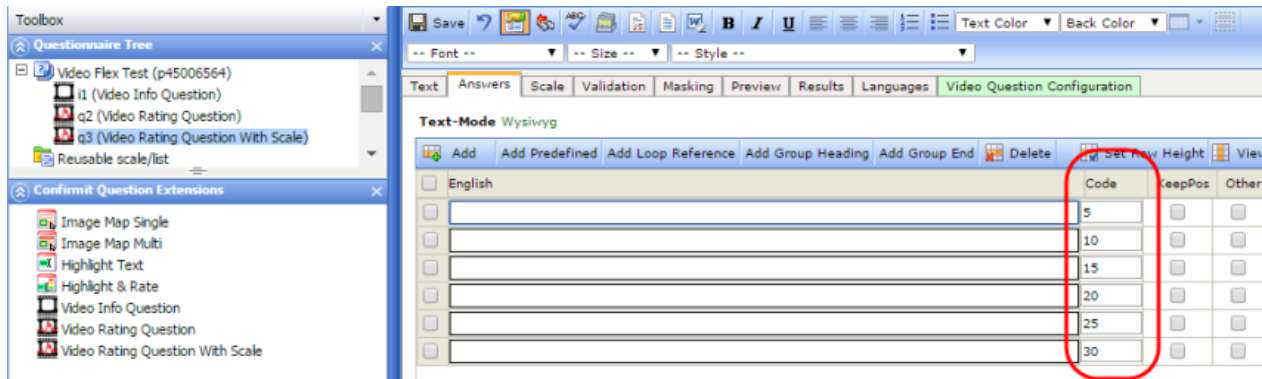 Toolbox
Questionnaire Tree
Video Flex Test (p45006564)
i1 (Video Info Question)
q2 (Video Rating Question)
q3 (Video Rating Question With Scale)
Reusable scale/list
Confirmit Question Extensions
Image Map Single
Image Map Multi
Highlight Text
Highlight & Rate
Video Info Question
Video Rating Question
Video Rating Question With Scale
Save B I U Text Color Back Color
-- Font -- -- Size -- -- Style --
Text Answers Scale Validation Masking Preview Results Languages Video Question Configuration
Text-Mode Wysiwyg
Add Add Predefined Add Loop Reference Add Group Heading Add Group End Delete Set Row Height View
English Code KeepPos Other
5
10
15
20
25
30